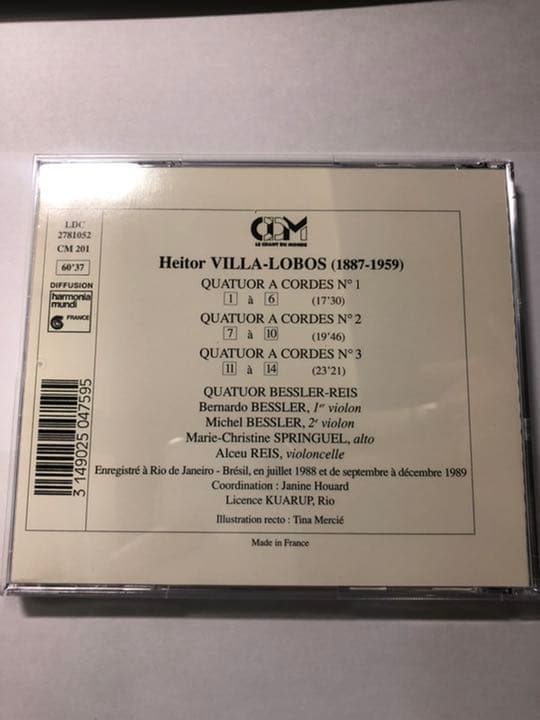 LDC
2781052
CM 201
60'37
DIFFUSION
harmonia
mundi
FRANCE
3 149025 047595
CDM
LE CHANT DU MONDE
Heitor VILLA-LOBOS (1887-1959)
QUATUOR A CORDES N° 1
1 à 6 (17'30)
QUATUOR A CORDES N° 2
7 à 10 (19'46)
QUATUOR A CORDES N° 3
11 à 14 (23'21)
QUATUOR BESSLER-REIS
Bernardo BESSLER, 1er violon
Michel BESSLER, 2e violon
Marie-Christine SPRINGUEL, alto
Alceu REIS, violoncelle
Enregistré à Rio de Janeiro - Brésil, en juillet 1988 et de septembre à décembre 1989
Coordination : Janine Houard
Licence KUARUP, Rio
Illustration recto : Tina Mercié
Made in France